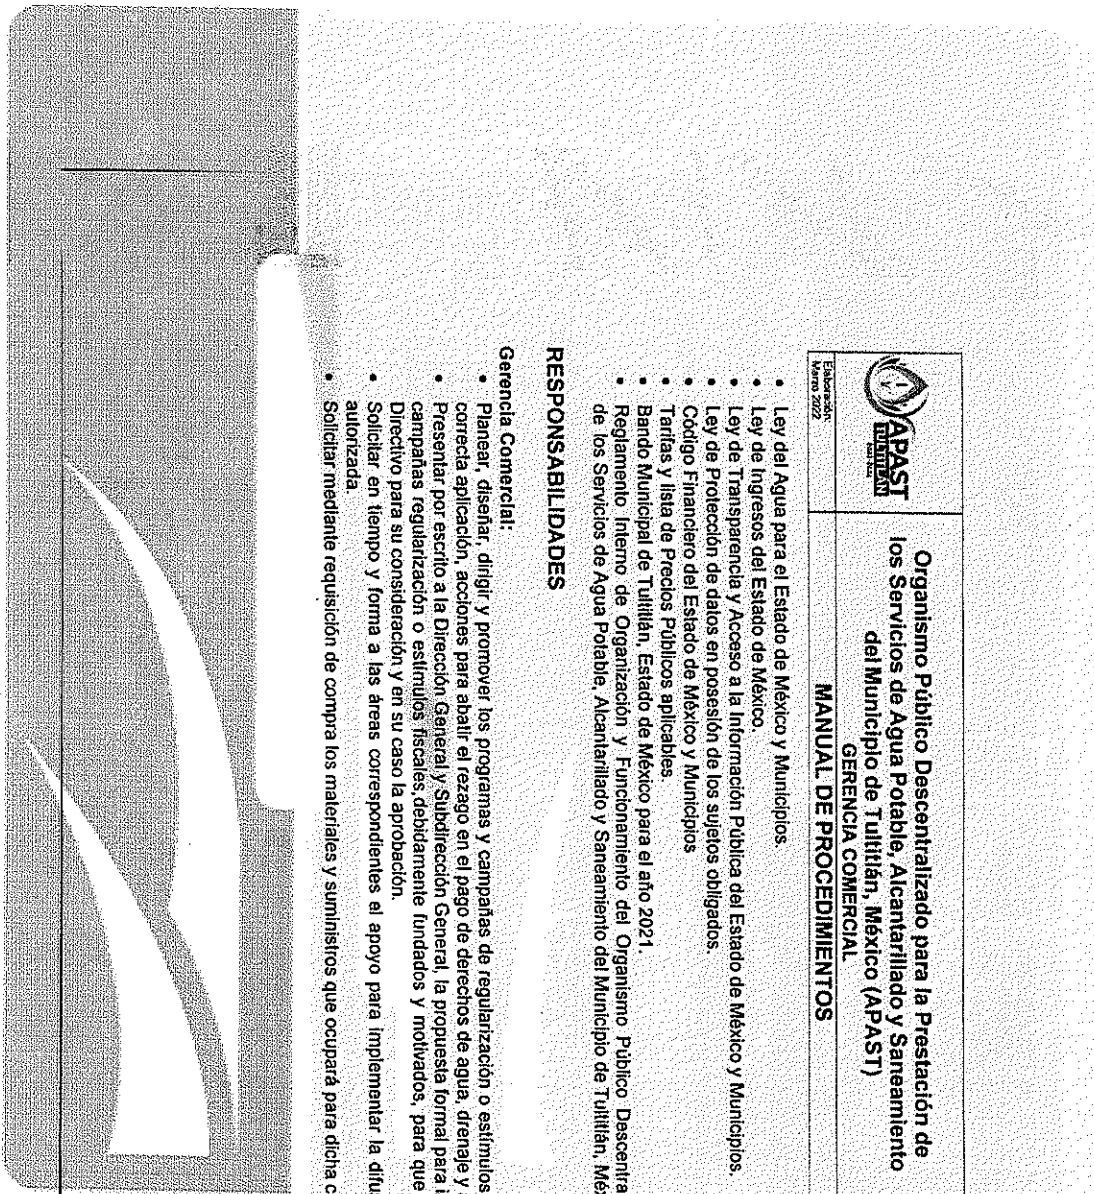 APAST
TULTITLÁN
Organismo Público Descentralizado para la Prestación de
los Servicios de Agua Potable, Alcantarillado y Saneamiento
del Municipio de Tultitlán, México (APAST)
GERENCIA COMERCIAL
Elaboración:
Marzo 2022
MANUAL DE PROCEDIMIENTOS
• Ley del Agua para el Estado de México y Municipios.
• Ley de Ingresos del Estado de México.
• Ley de Transparencia y Acceso a la Información Pública del Estado de México y Municipios.
• Ley de Protección de datos en posesión de los sujetos obligados.
• Código Financiero del Estado de México y Municipios
• Tarifas y lista de Precios Públicos aplicables.
• Bando Municipal de Tultitlán, Estado de México para el año 2021.
• Reglamento Interno de Organización y Funcionamiento del Organismo Público Descentra
de los Servicios de Agua Potable, Alcantarillado y Saneamiento del Municipio de Tultitlán, Méx
RESPONSABILIDADES
Gerencia Comercial:
• Planear, diseñar, dirigir y promover los programas y campañas de regularización o estímulos
correcta aplicación, acciones para abatir el rezago en el pago de derechos de agua, drenaje y
• Presentar por escrito a la Dirección General y Subdirección General, la propuesta formal para i
campañas regularización o estímulos fiscales, debidamente fundados y motivados, para que
Directivo para su consideración y en su caso la aprobación.
• Solicitar en tiempo y forma a las áreas correspondientes el apoyo para implementar la difu
autorizada.
• Solicitar mediante requisición de compra los materiales y suministros que ocupará para dicha c